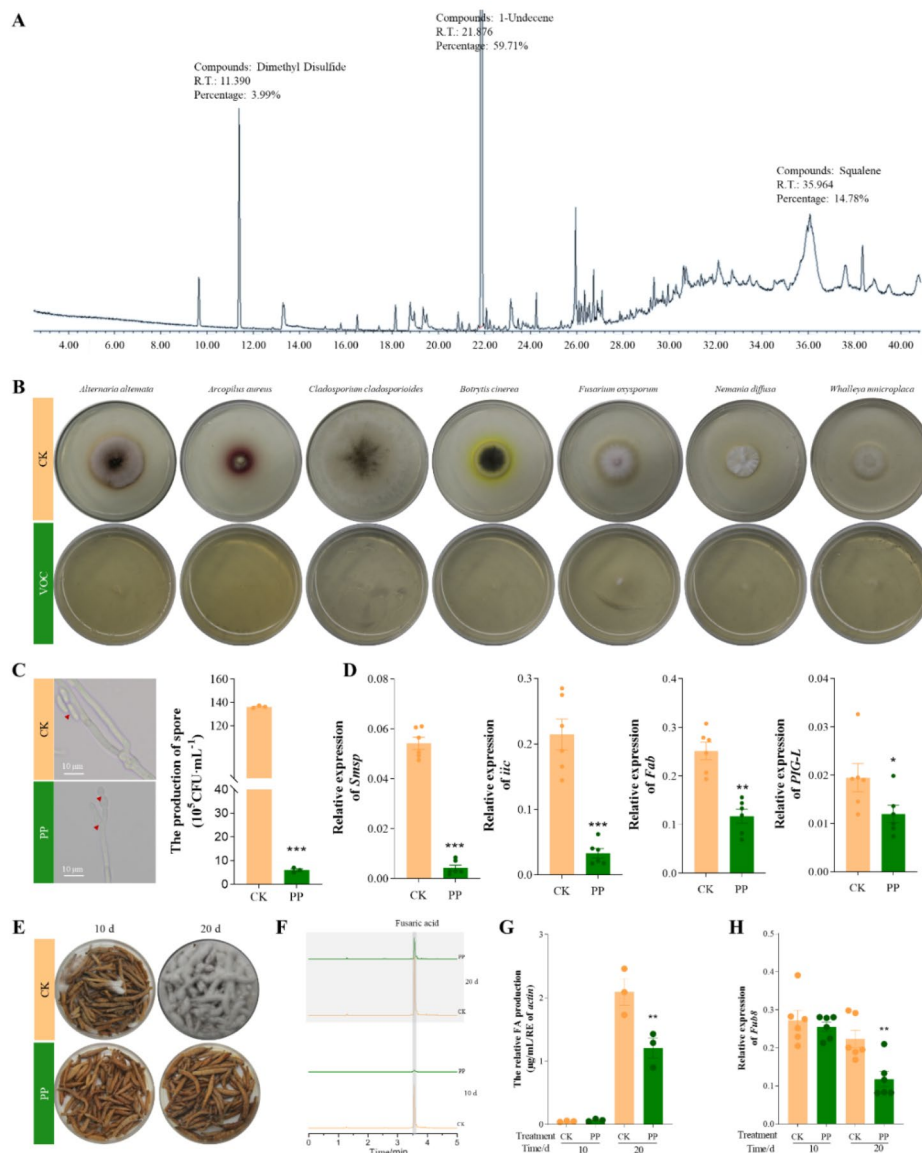 A
Compounds: 1-Undecene
R.T.: 21.876
Percentage: 59.71%
Compounds: Dimethyl Disulfide
R.T.: 11.390
Percentage: 3.99%
Compounds: Squalene
R.T.: 35.964
Percentage: 14.78%
4.00 6.00 8.00 10.00 12.00 14.00 16.00 18.00 20.00 22.00 24.00 26.00 28.00 30.00 32.00 34.00 36.00 38.00 40.00
B
Alternaria alternata Arcopilus aureus Cladosporium cladosporioides Botrytis cinerea Fusarium oxysporum Nemania diffusa Whalleya microplaca
CK
VOC
C
CK
10 μm
PP
10 μm
The production of spore
(10⁵CFU·mL⁻¹)
160
140
120
40
30
20
10
6
4
2
0
***
CK PP
D
Relative expression
of Smsp
0.08
0.06
0.04
0.02
0.00
***
CK PP
Relative expression
of iic
0.3
0.2
0.1
0.0
***
CK PP
Relative expression
of Fab
0.4
0.3
0.2
0.1
0.0
**
CK PP
Relative expression
of PIG-L
0.04
0.03
0.02
0.01
0.00
*
CK PP
E
10 d 20 d
CK
PP
F
Fusaric acid
PP
20 d
CK
PP
10 d
CK
0 1 2 3 4 5
Time/min
G
The relative FA production
(μg/mL/RE of actin)
3
2
1
0
**
Treatment CK PP CK PP
Time/d 10 20
H
Relative expression
of Fub8
0.5
0.4
0.3
0.2
0.1
0.0
**
Treatment CK PP CK PP
Time/d 10 20